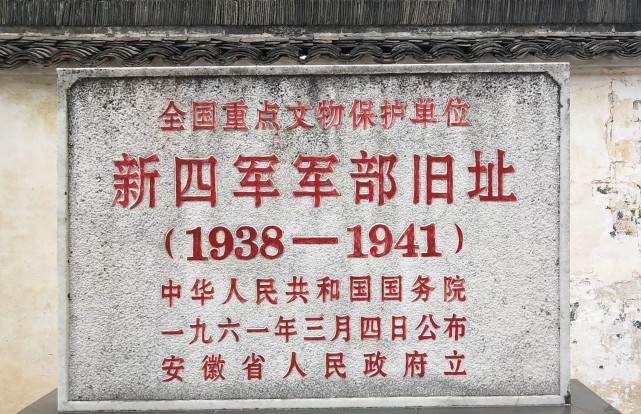 全国重点文物保护单位
新四军军部旧址
(1938—1941)
中华人民共和国国务院
一九六一年三月四日公布
安徽省人民政府立